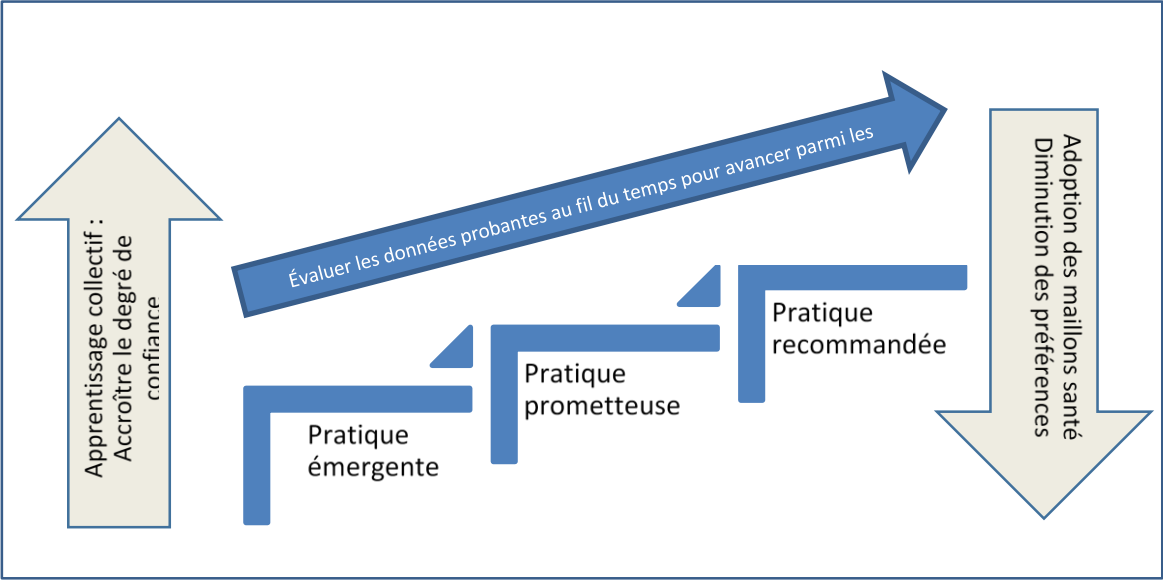 Apprentissage collectif :
Accroître le degré de
confiance
Évaluer les données probantes au fil du temps pour avancer parmi les
Pratique
émergente
Pratique
prometteuse
Pratique
recommandée
Adoption des maillons santé
Diminution des préférences